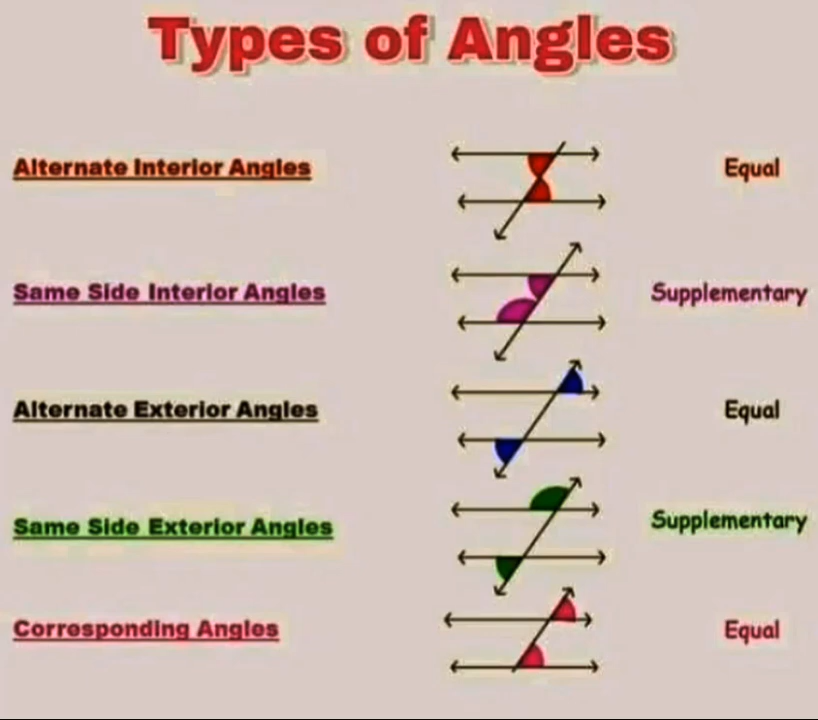 Types of Angles
Alternate Interior Angles Equal
Same Side Interior Angles Supplementary
Alternate Exterior Angles Equal
Same Side Exterior Angles Supplementary
Corresponding Angles Equal